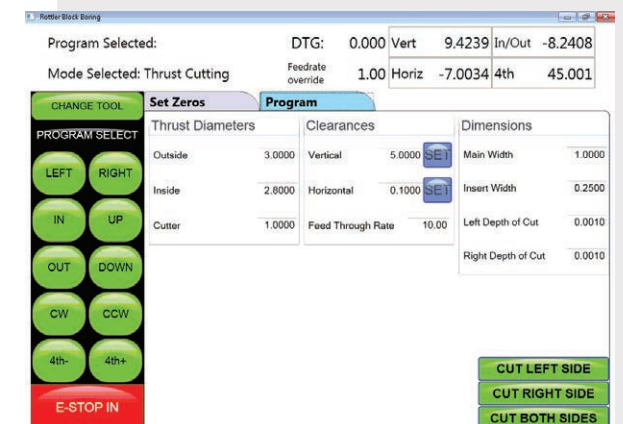 Rottler Block Boring
Program Selected: DTG: 0.000 Vert 9.4239 In/Out -8.2408
Mode Selected: Thrust Cutting Feedrate override 1.00 Horiz -7.0034 4th 45.001
CHANGE TOOL Set Zeros Program
PROGRAM SELECT Thrust Diameters Clearances Dimensions
Outside 3.0000 Vertical 5.0000 SET Main Width 1.0000
LEFT RIGHT
Inside 2.8000 Horizontal 0.1000 SET Insert Width 0.2500
IN UP
Cutter 1.0000 Feed Through Rate 10.00 Left Depth of Cut 0.0010
Right Depth of Cut 0.0010
OUT DOWN
CW CCW
4th- 4th+
CUT LEFT SIDE
CUT RIGHT SIDE
E-STOP IN
CUT BOTH SIDES